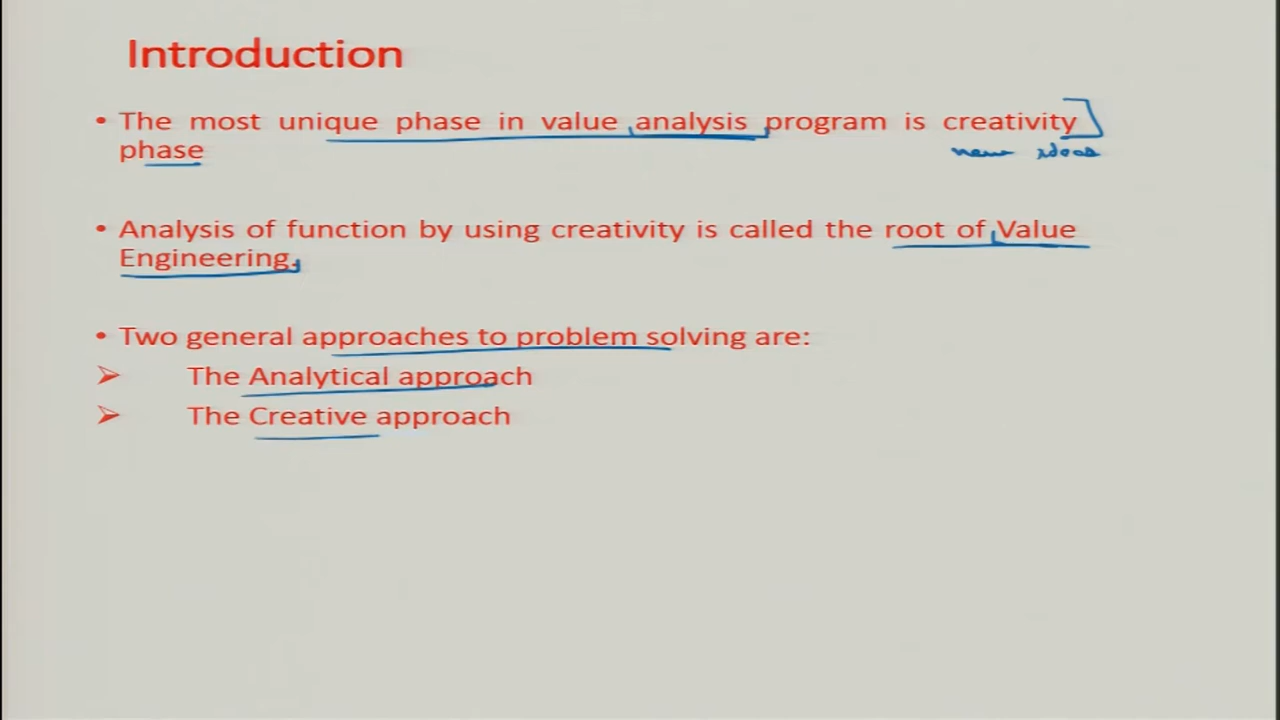 Introduction
• The most unique phase in value analysis program is creativity
phase
new ideas
• Analysis of function by using creativity is called the root of Value
Engineering.
• Two general approaches to problem solving are:
➢ The Analytical approach
➢ The Creative approach